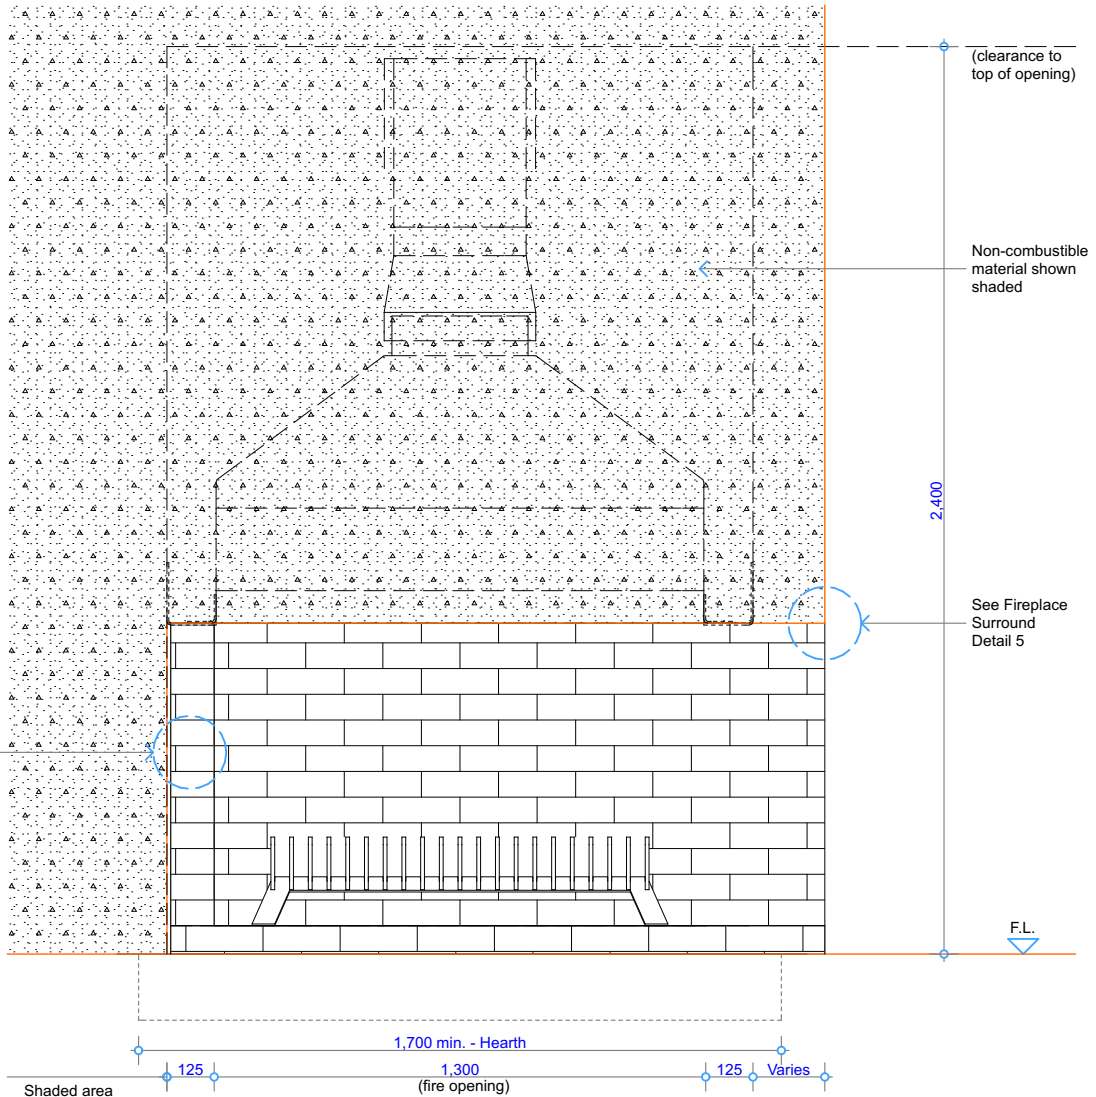 (clearance to
top of opening)
Non-combustible
material shown
shaded
2,400
See Fireplace
Surround
Detail 5
F.L.
1,700 min. - Hearth
125
1,300
125
Varies
(fire opening)
Shaded area